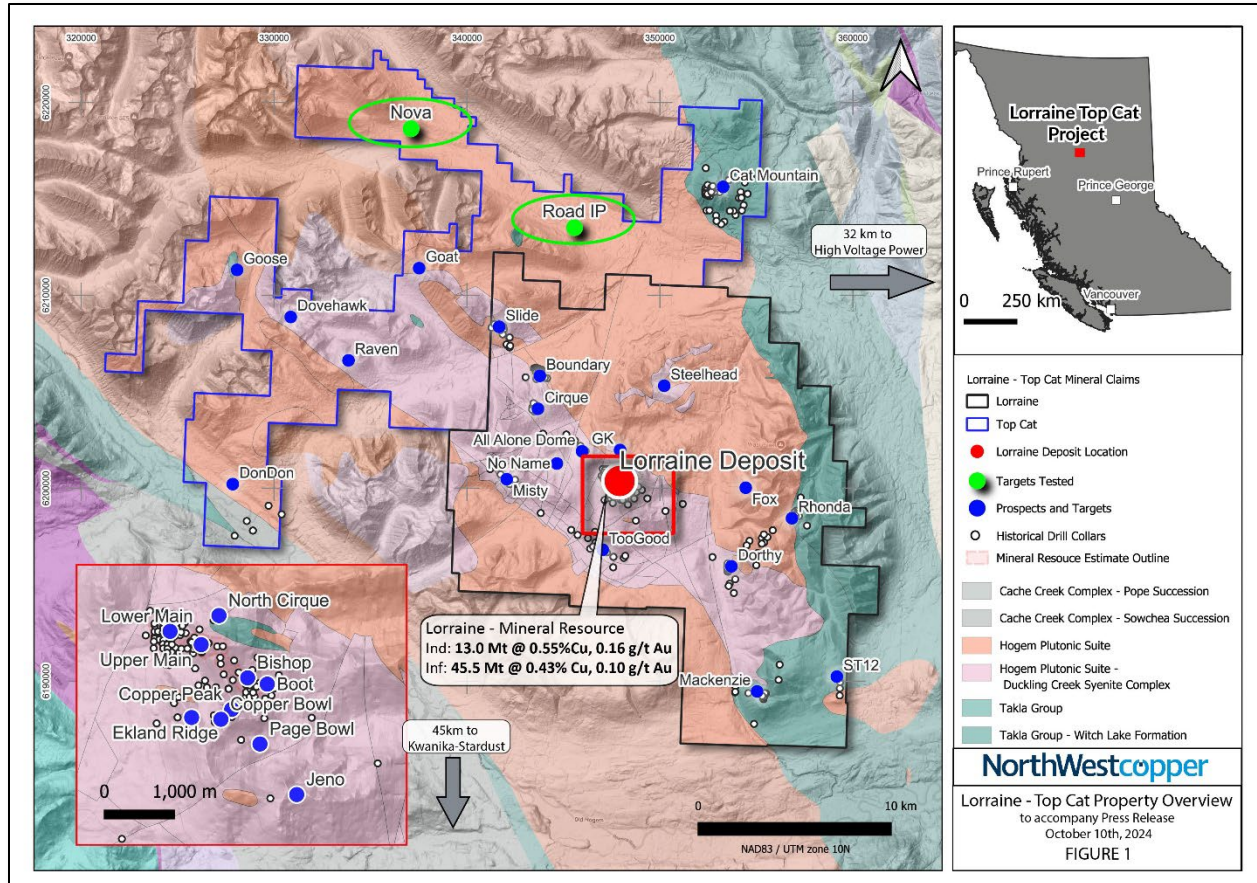 320000
330000
340000
350000
360000
6220000
6210000
6200000
6190000
Nova
Cat Mountain
Road IP
32 km to
High Voltage Power
Goose
Goat
Dovehawk
Slide
Raven
Boundary
Steelhead
Cirque
All Alone Dome
GK
Lorraine Deposit
No Name
DonDon
Misty
Fox
Rhonda
TooGood
Dorthy
Lorraine - Mineral Resource
Ind: 13.0 Mt @ 0.55%Cu, 0.16 g/t Au
Inf: 45.5 Mt @ 0.43% Cu, 0.10 g/t Au
Mackenzie
ST12
45km to
Kwanika-Stardust
Lower Main
North Cirque
Upper Main
Bishop
Boot
Copper Peak
Copper Bowl
Ekland Ridge
Page Bowl
Jeno
0 1,000 m
0 10 km
NAD83 / UTM zone 10N
Lorraine Top Cat
Project
Prince Rupert
Prince George
Vancouver
0 250 km
Lorraine - Top Cat Mineral Claims
Lorraine
Top Cat
Lorraine Deposit Location
Targets Tested
Prospects and Targets
Historical Drill Collars
Mineral Resouce Estimate Outline
Cache Creek Complex - Pope Succession
Cache Creek Complex - Sowchea Succession
Hogem Plutonic Suite
Hogem Plutonic Suite -
Duckling Creek Syenite Complex
Takla Group
Takla Group - Witch Lake Formation
NorthWestcopper
Lorraine - Top Cat Property Overview
to accompany Press Release
October 10th, 2024
FIGURE 1